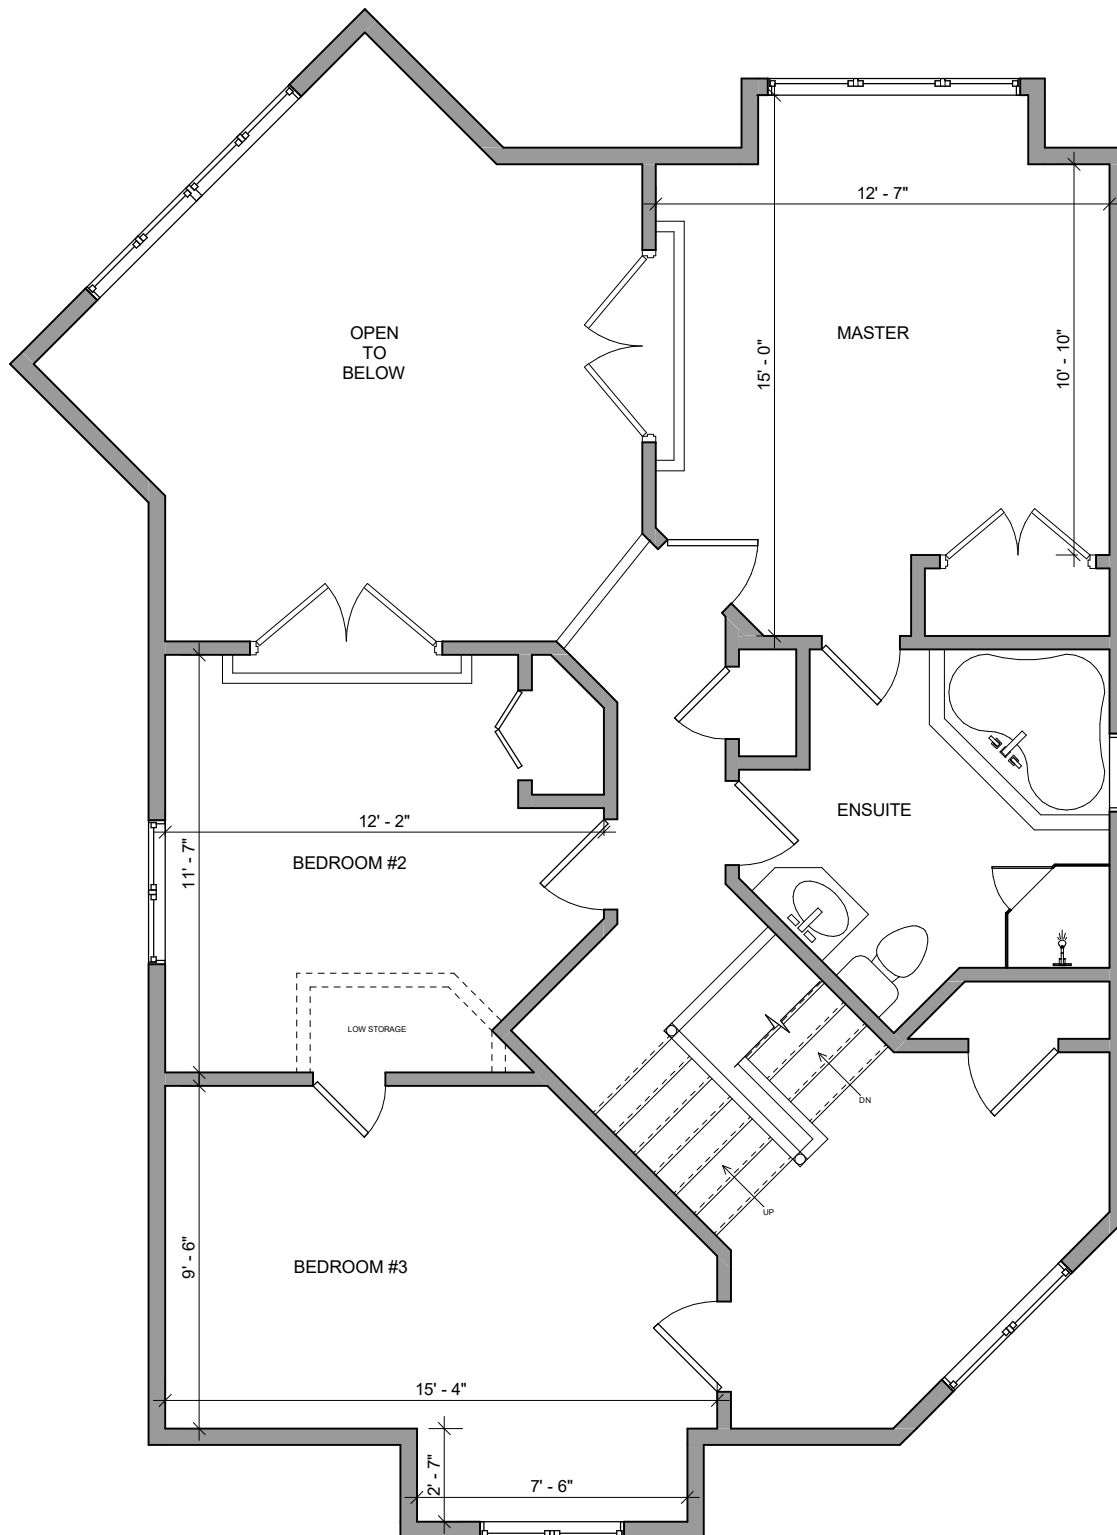 12' - 7"
OPEN
TO
BELOW
MASTER
15' - 0"
10' - 10"
ENSUITE
12' - 2"
11' - 7"
BEDROOM #2
LOW STORAGE
DN
UP
9' - 6"
BEDROOM #3
15' - 4"
2' - 7"
7' - 6"